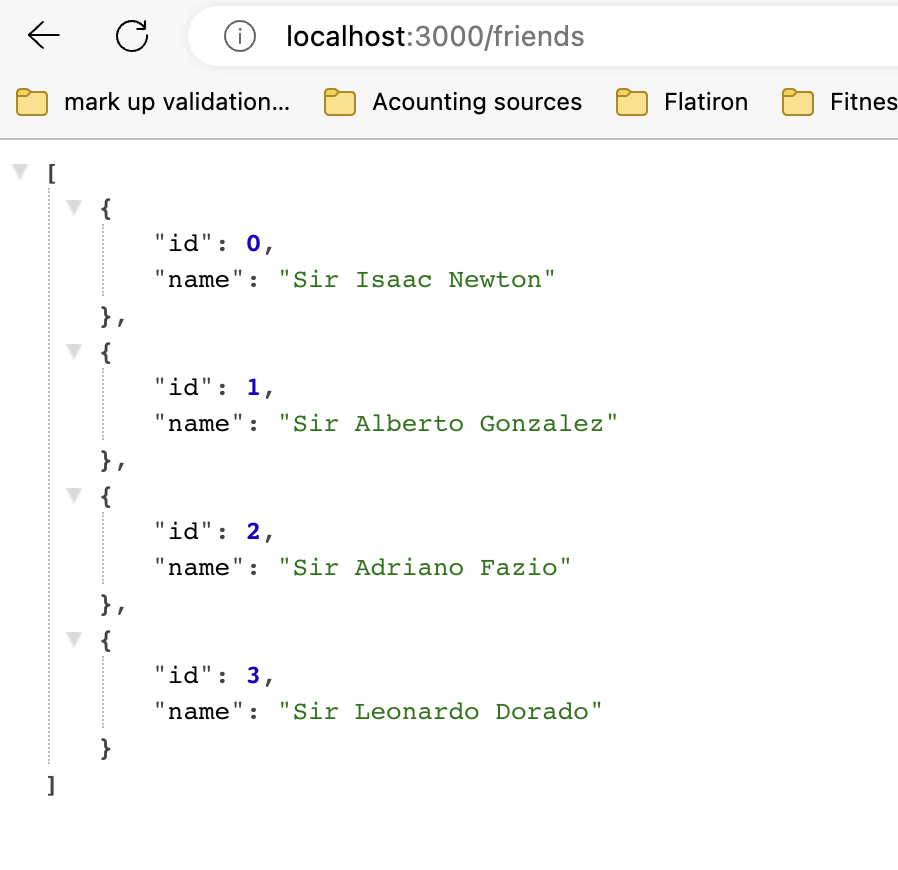 localhost:3000/friends
mark up validation... Acounting sources Flatiron Fitnes
[
{
"id": 0,
"name": "Sir Isaac Newton"
},
{
"id": 1,
"name": "Sir Alberto Gonzalez"
},
{
"id": 2,
"name": "Sir Adriano Fazio"
},
{
"id": 3,
"name": "Sir Leonardo Dorado"
}
]